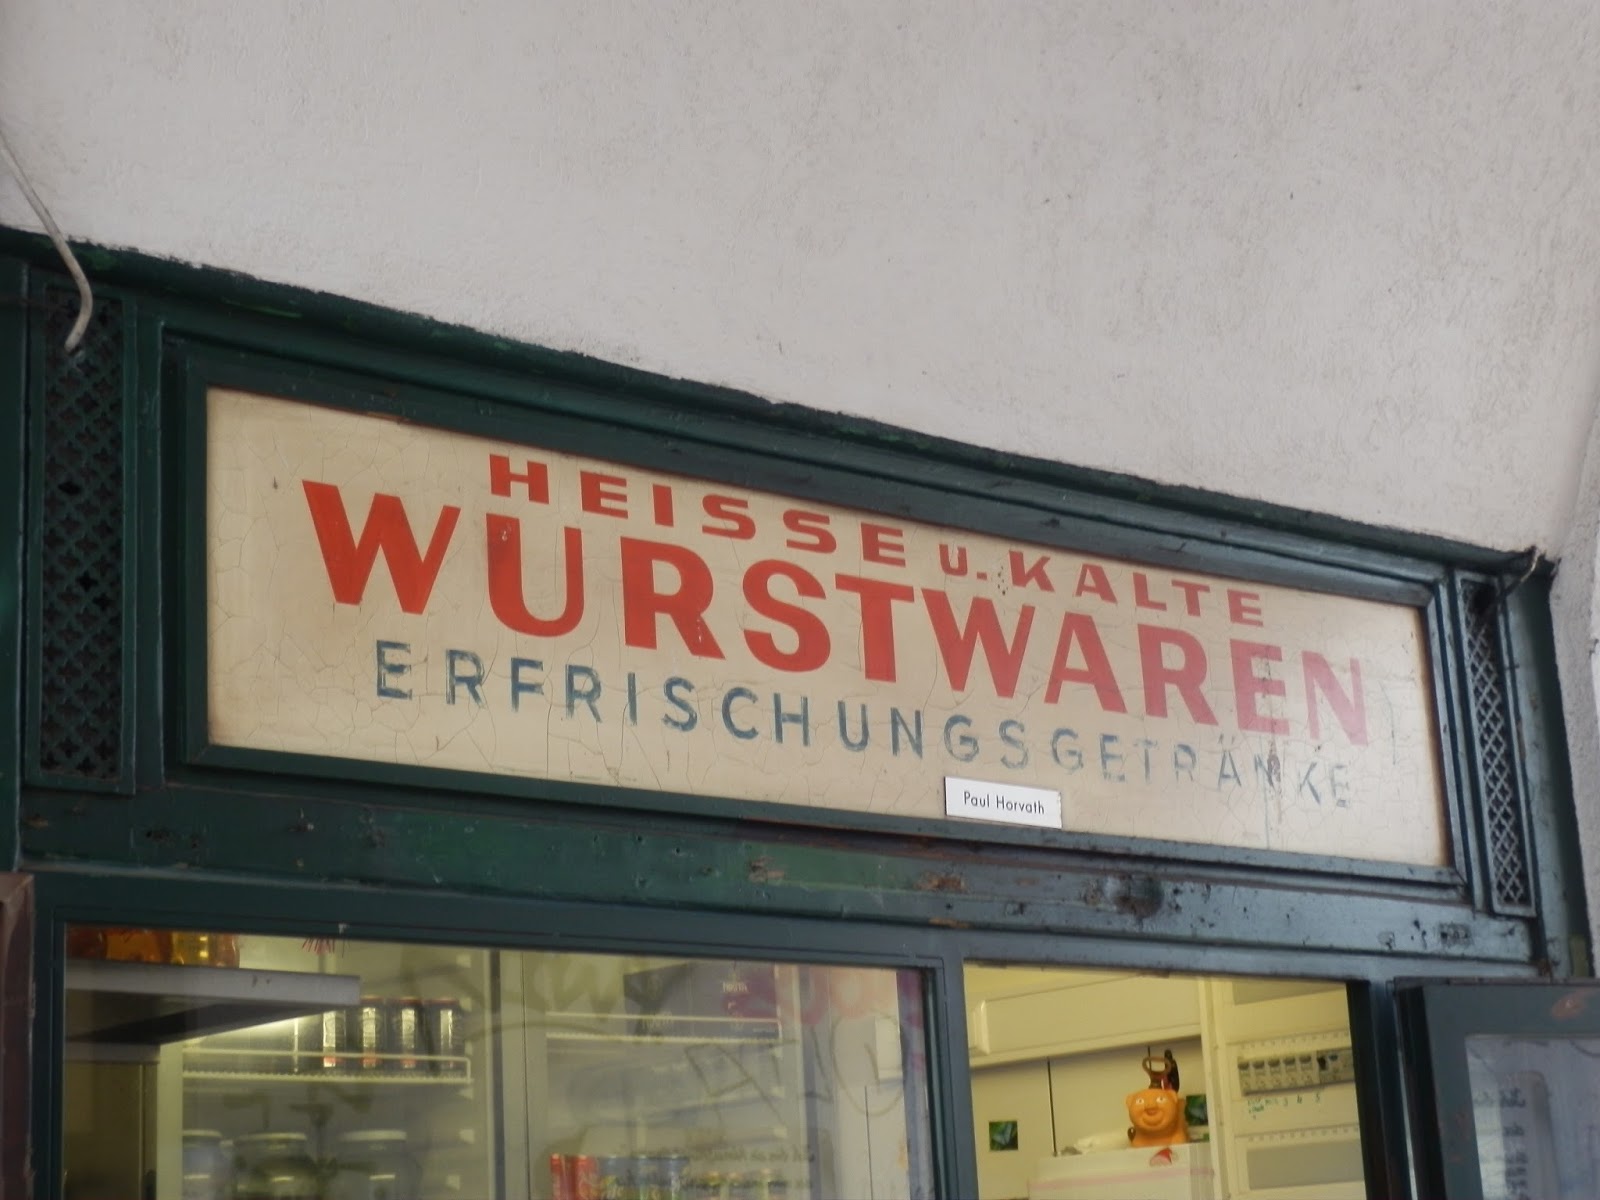 HEISSE U. KALTE
WURSTWAREN
ERFRISCHUNGSGETRÄNKE
Paul Horvath